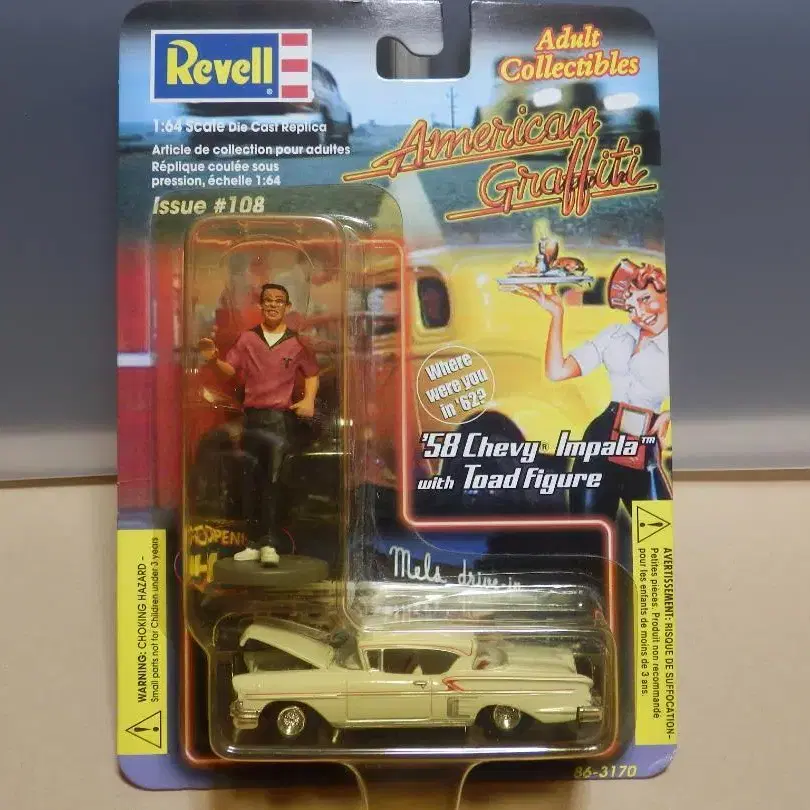 Revell®
Adult
Collectibles
1:64 Scale Die Cast Replica
Article de collection pour adultes
Réplique coulée sous
pression, échelle 1:64
Issue #108
American
Graffiti
Where
were you
in '62?
'58 Chevy® Impala™
with Toad figure
Mels drive-in
WARNING: CHOKING HAZARD -
Small parts not for Children under 3 years
AVERTISSEMENT: RISQUE DE SUFFOCATION-
Petites pièces. Produit non recommandé
pour les enfants de moins de 3 ans.
86-3170